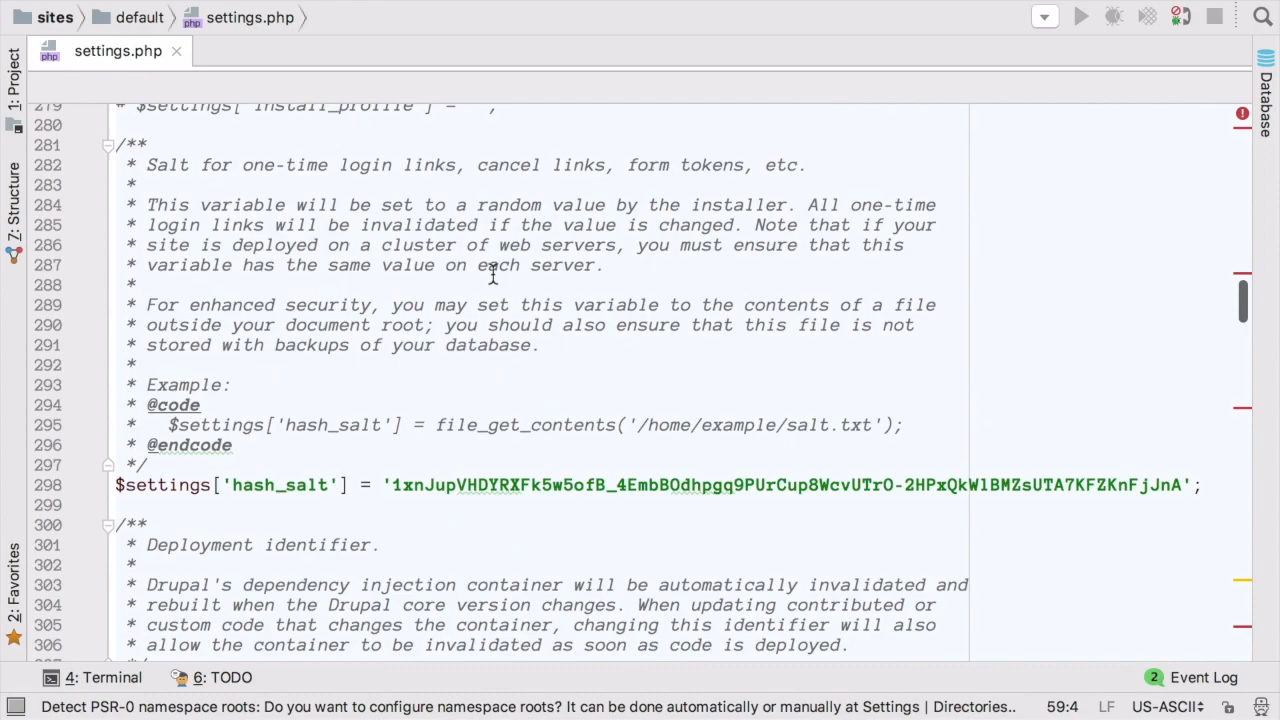 sites default settings.php
settings.php
1: Project
Z: Structure
2: Favorites
Database
279 * $settings['install_profile'] = '';
280
281 /**
282 * Salt for one-time login links, cancel links, form tokens, etc.
283 *
284 * This variable will be set to a random value by the installer. All one-time
285 * login links will be invalidated if the value is changed. Note that if your
286 * site is deployed on a cluster of web servers, you must ensure that this
287 * variable has the same value on each server.
288 *
289 * For enhanced security, you may set this variable to the contents of a file
290 * outside your document root; you should also ensure that this file is not
291 * stored with backups of your database.
292 *
293 * Example:
294 * @code
295 * $settings['hash_salt'] = file_get_contents('/home/example/salt.txt');
296 * @endcode
297 */
298 $settings['hash_salt'] = '1xnJupVHDYRXFk5w5ofB_4EmbBOdhpgq9PUrCup8WcvUTrO-2HPxQkWlBMZsUTA7KFZKnFjJnA';
299
300 /**
301 * Deployment identifier.
302 *
303 * Drupal's dependency injection container will be automatically invalidated and
304 * rebuilt when the Drupal core version changes. When updating contributed or
305 * custom code that changes the container, changing this identifier will also
306 * allow the container to be invalidated as soon as code is deployed.
4: Terminal 6: TODO 2 Event Log
Detect PSR-0 namespace roots: Do you want to configure namespace roots? It can be done automatically or manually at Settings | Directories.. 59:4 LF US-ASCII